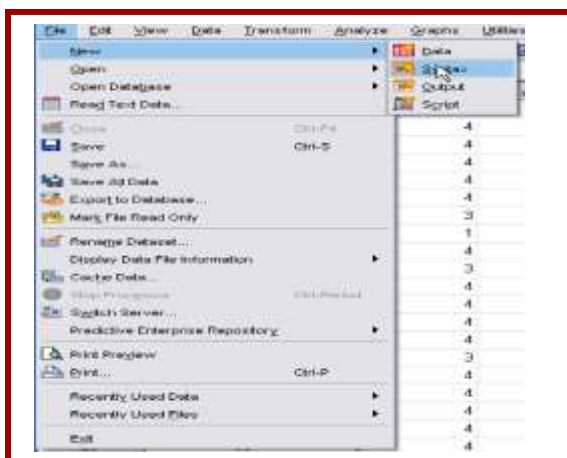 File Edit View Data Transform Analyze Graphs Utilities
New
Open
Open Database
Read Text Data...
Close Ctrl-F4
Save Ctrl-S
Save As...
Save All Data
Export to Database...
Mark File Read Only
Rename Dataset...
Display Data File Information
Cache Data...
Stop Processor Ctrl-Period
Switch Server...
Predictive Enterprise Repository
Print Preview
Print... Ctrl-P
Recently Used Data
Recently Used Files
Exit
Data
Syntax
Output
Script
4
4
4
4
4
3
1
4
3
4
4
4
4
3
4
4
4
4
4